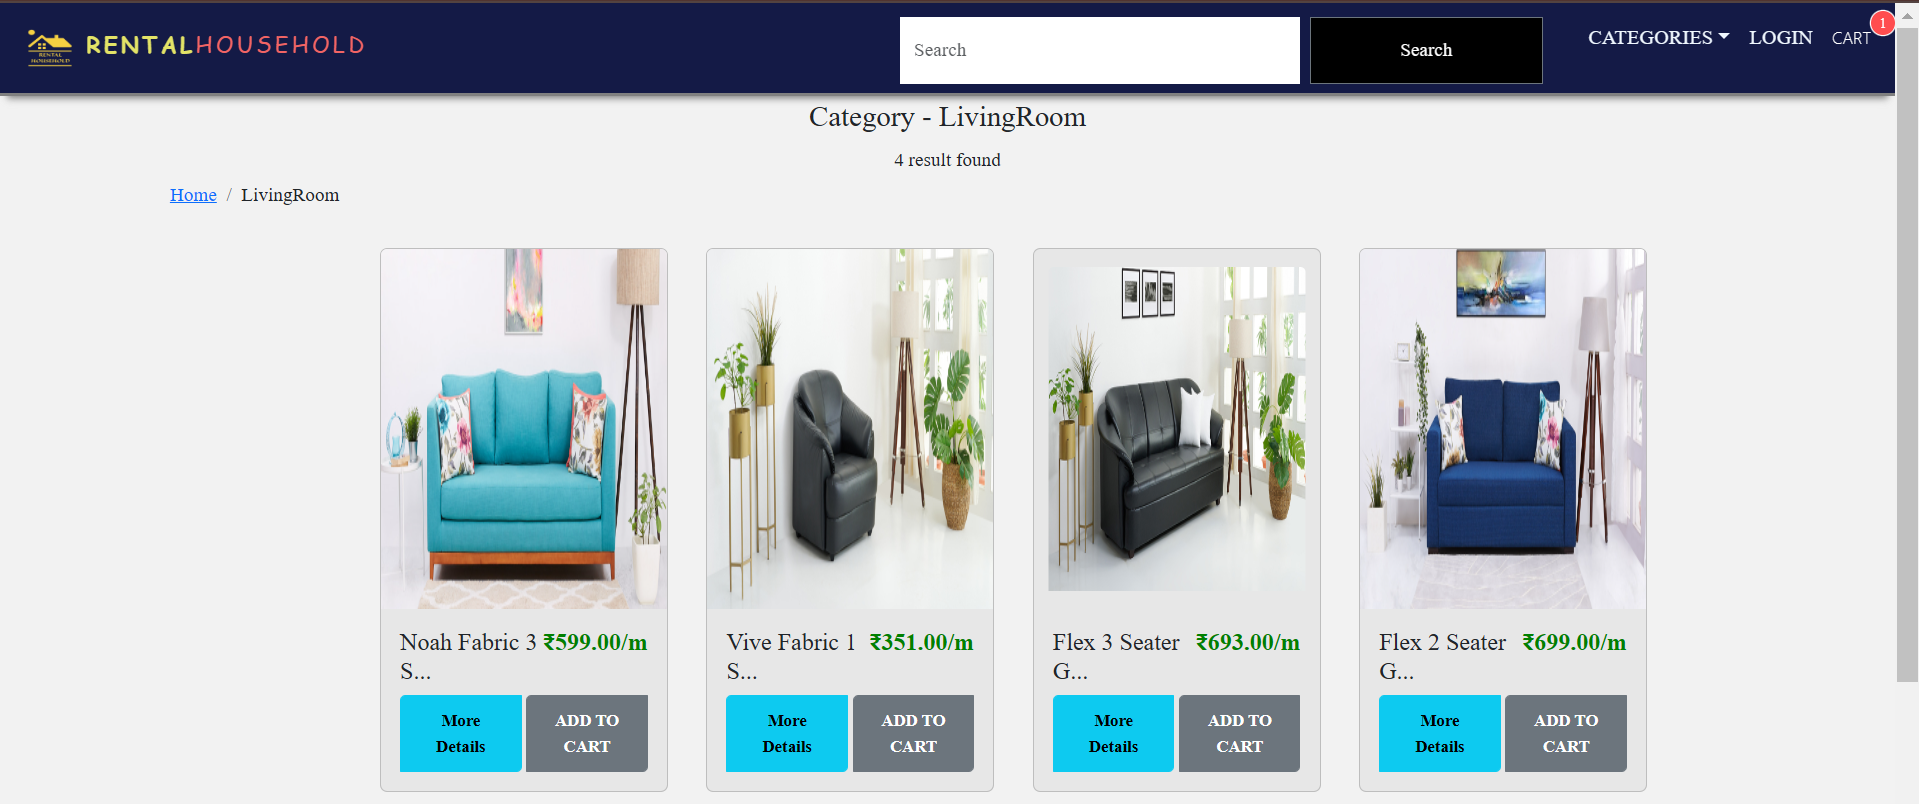 RENTAL HOUSEHOLD
RENTALHOUSEHOLD
Search
Search
CATEGORIES
LOGIN
CART
1
Category - LivingRoom
4 result found
Home / LivingRoom
Noah Fabric 3 S...
₹599.00/m
More Details
ADD TO CART
Vive Fabric 1 S...
₹351.00/m
More Details
ADD TO CART
Flex 3 Seater G...
₹693.00/m
More Details
ADD TO CART
Flex 2 Seater G...
₹699.00/m
More Details
ADD TO CART